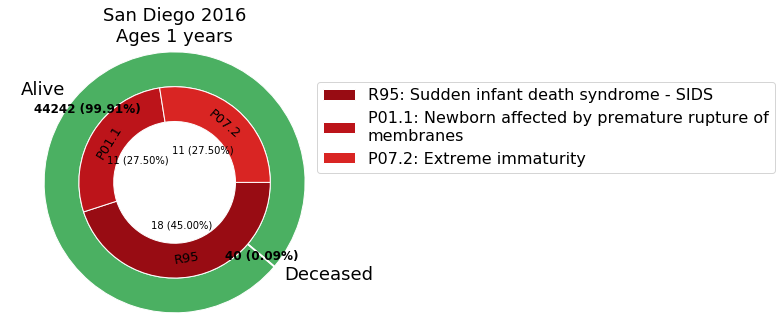 San Diego 2016
Ages 1 years
Alive
44242 (99.91%)
P01.1
11 (27.50%)
P07.2
11 (27.50%)
18 (45.00%)
R95
40 (0.09%)
Deceased
R95: Sudden infant death syndrome - SIDS
P01.1: Newborn affected by premature rupture of
membranes
P07.2: Extreme immaturity